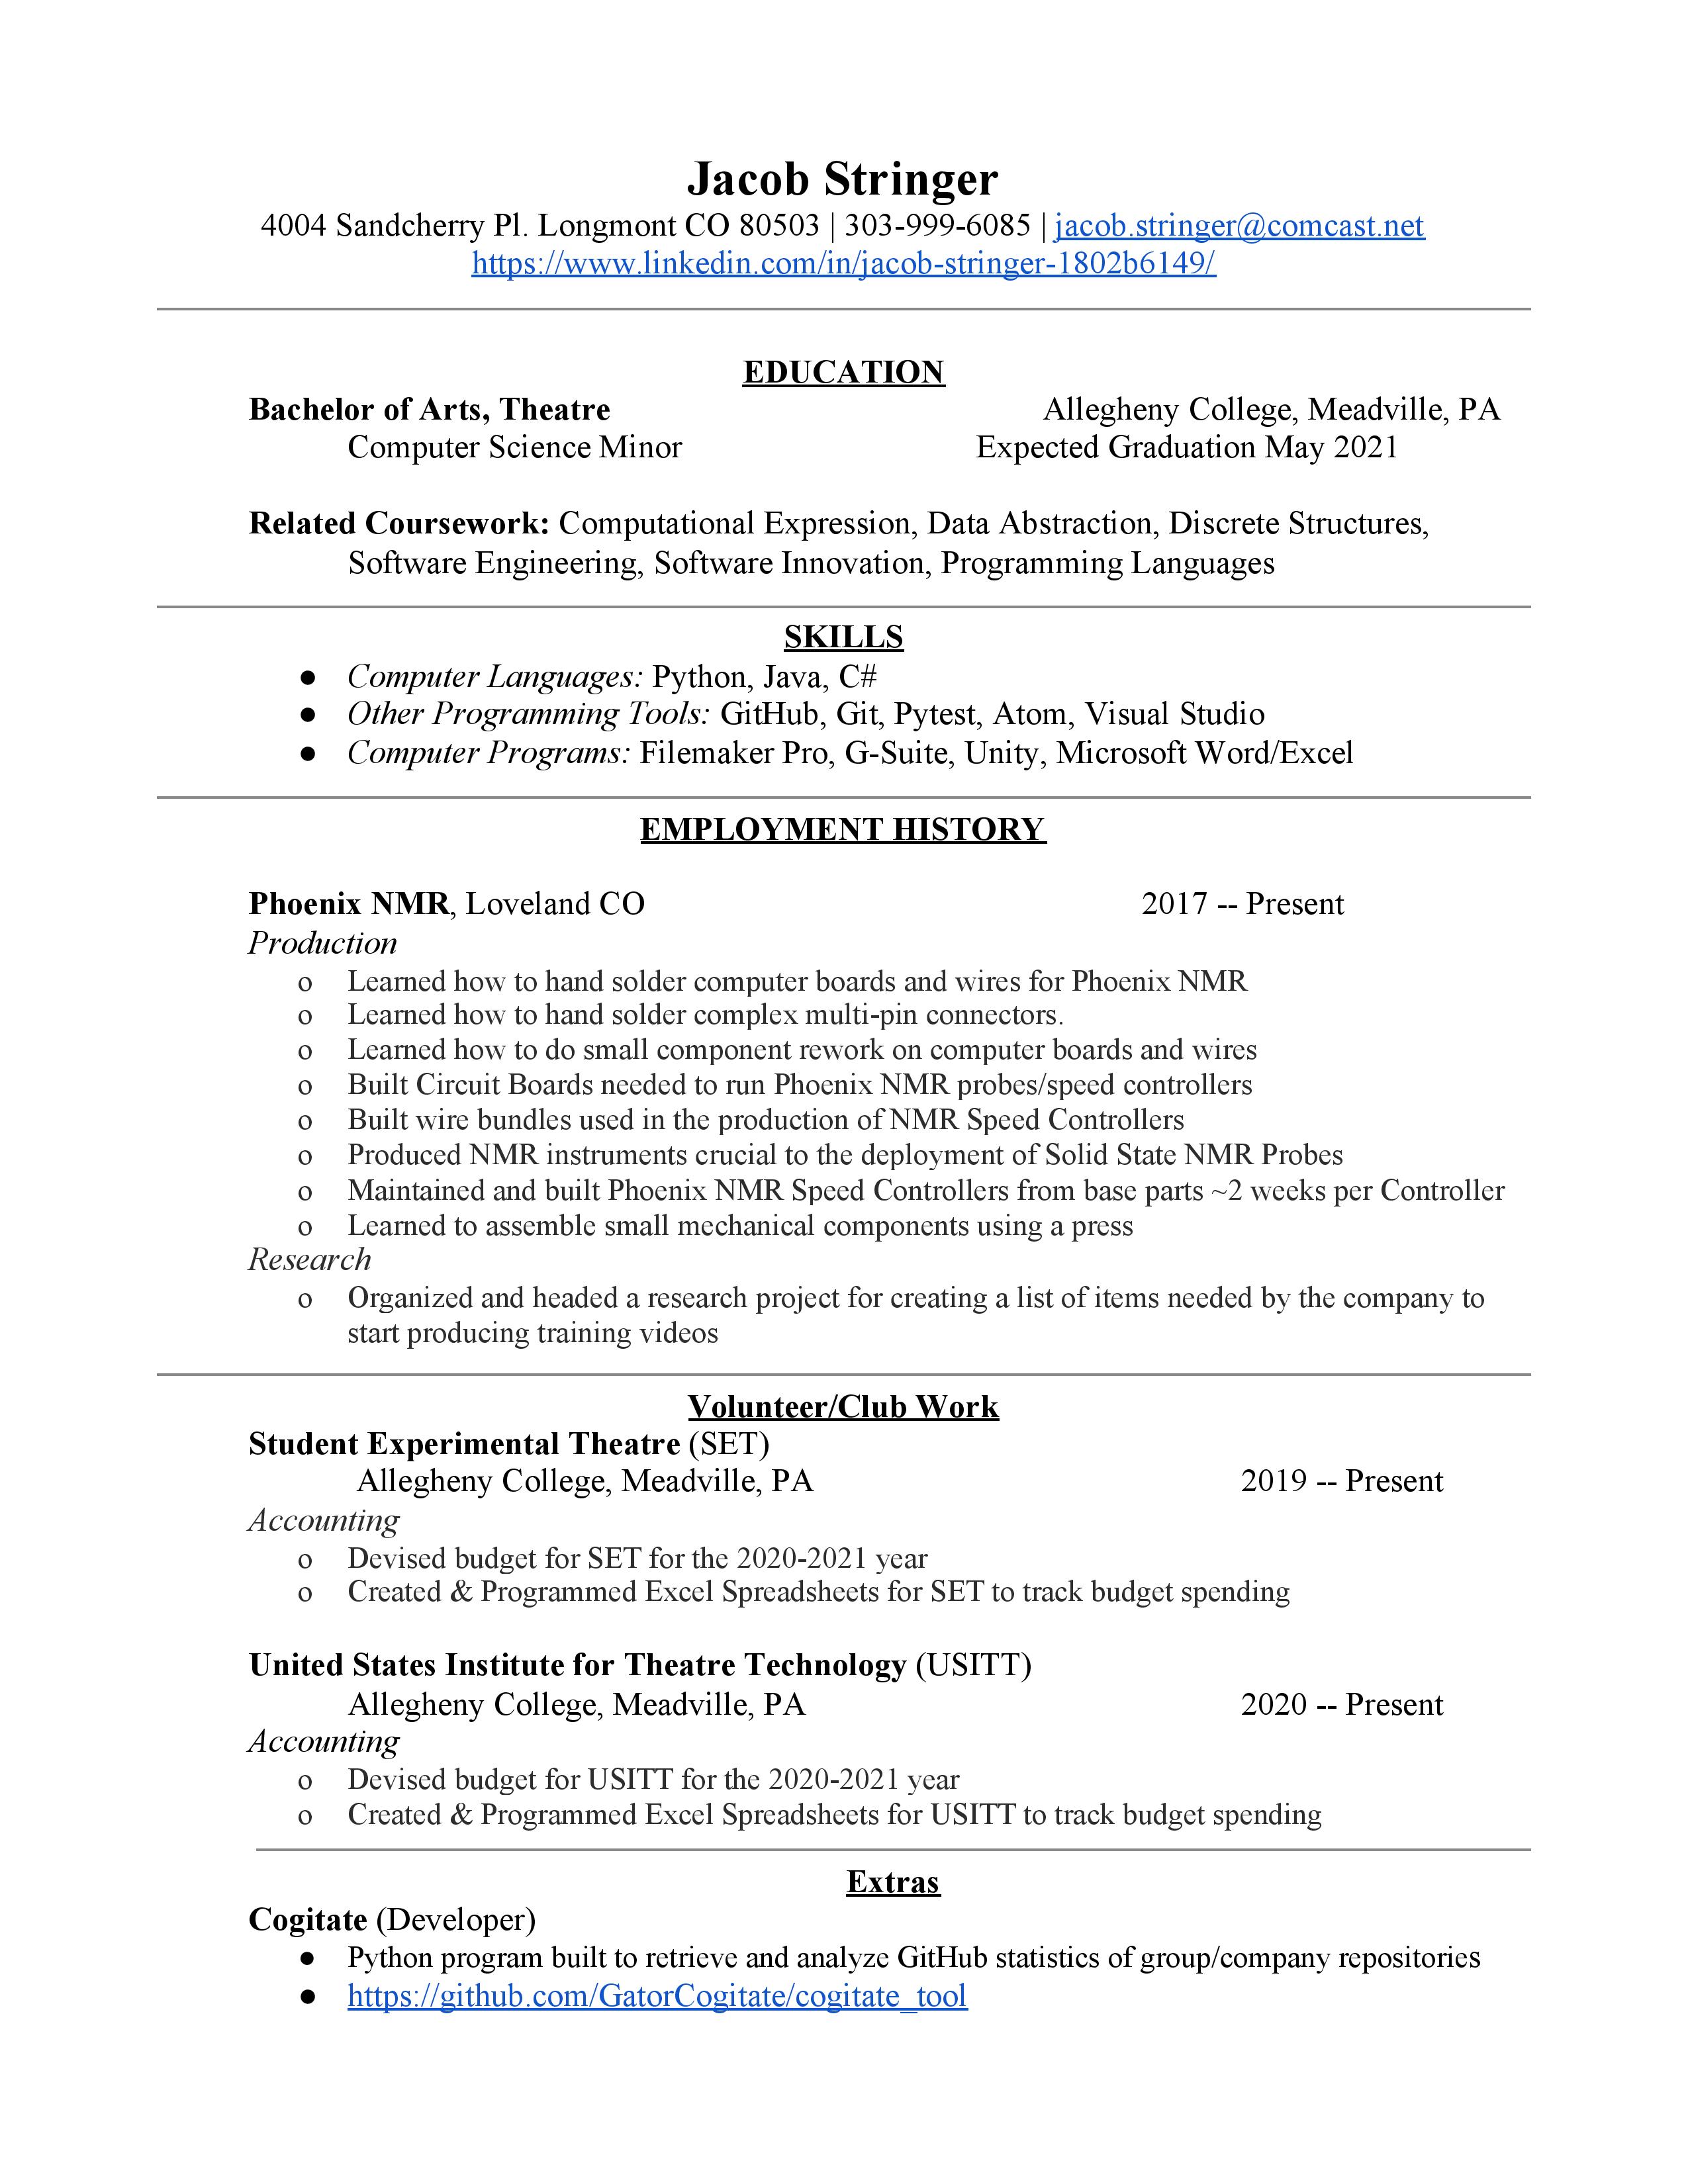 Jacob Stringer
4004 Sandcherry Pl. Longmont CO 80503 | 303-999-6085 | jacob.stringer@comcast.net
https://www.linkedin.com/in/jacob-stringer-1802b6149/
EDUCATION
Bachelor of Arts, Theatre Allegheny College, Meadville, PA
Computer Science Minor Expected Graduation May 2021
Related Coursework: Computational Expression, Data Abstraction, Discrete Structures,
Software Engineering, Software Innovation, Programming Languages
SKILLS
● Computer Languages: Python, Java, C#
● Other Programming Tools: GitHub, Git, Pytest, Atom, Visual Studio
● Computer Programs: Filemaker Pro, G-Suite, Unity, Microsoft Word/Excel
EMPLOYMENT HISTORY
Phoenix NMR, Loveland CO 2017 -- Present
Production
o Learned how to hand solder computer boards and wires for Phoenix NMR
o Learned how to hand solder complex multi-pin connectors.
o Learned how to do small component rework on computer boards and wires
o Built Circuit Boards needed to run Phoenix NMR probes/speed controllers
o Built wire bundles used in the production of NMR Speed Controllers
o Produced NMR instruments crucial to the deployment of Solid State NMR Probes
o Maintained and built Phoenix NMR Speed Controllers from base parts ~2 weeks per Controller
o Learned to assemble small mechanical components using a press
Research
o Organized and headed a research project for creating a list of items needed by the company to
start producing training videos
Volunteer/Club Work
Student Experimental Theatre (SET)
Allegheny College, Meadville, PA 2019 -- Present
Accounting
o Devised budget for SET for the 2020-2021 year
o Created & Programmed Excel Spreadsheets for SET to track budget spending
United States Institute for Theatre Technology (USITT)
Allegheny College, Meadville, PA 2020 -- Present
Accounting
o Devised budget for USITT for the 2020-2021 year
o Created & Programmed Excel Spreadsheets for USITT to track budget spending
Extras
Cogitate (Developer)
● Python program built to retrieve and analyze GitHub statistics of group/company repositories
● https://github.com/GatorCogitate/cogitate_tool